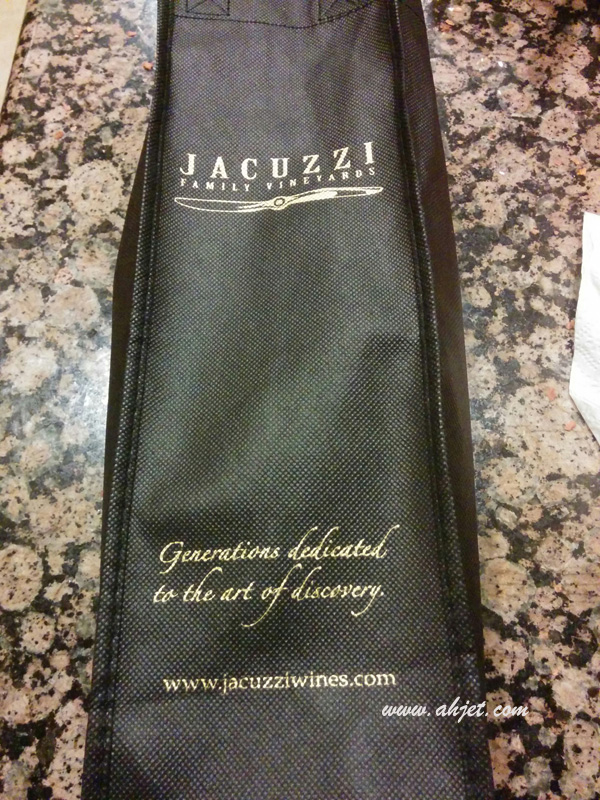 JACUZZI
FAMILY VINEYARDS
Generations dedicated
to the art of discovery.
www.jacuzziwines.com
www.ahjet.com